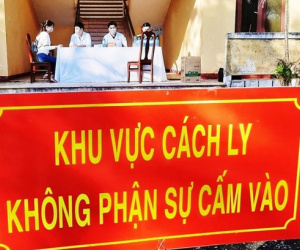 KHU VỰC CÁCH LY
KHÔNG PHẬN SỰ CẤM VÀO